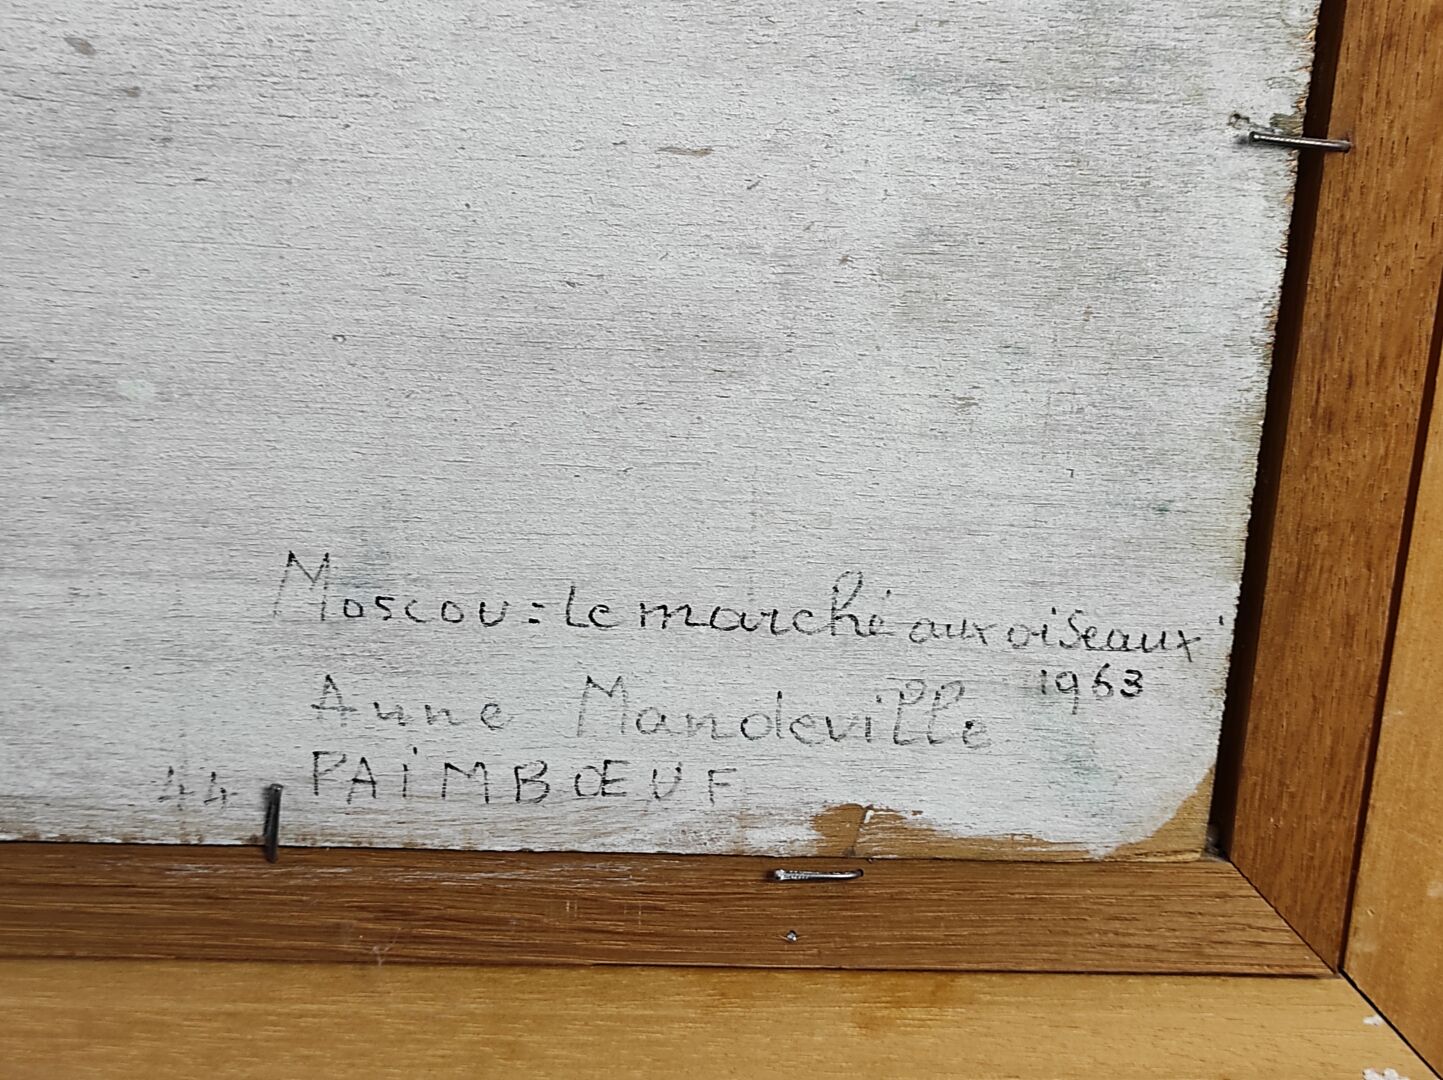 Moscou = le marché aux oiseaux
1963
Anne Mandeville
44 PAIMBŒUF